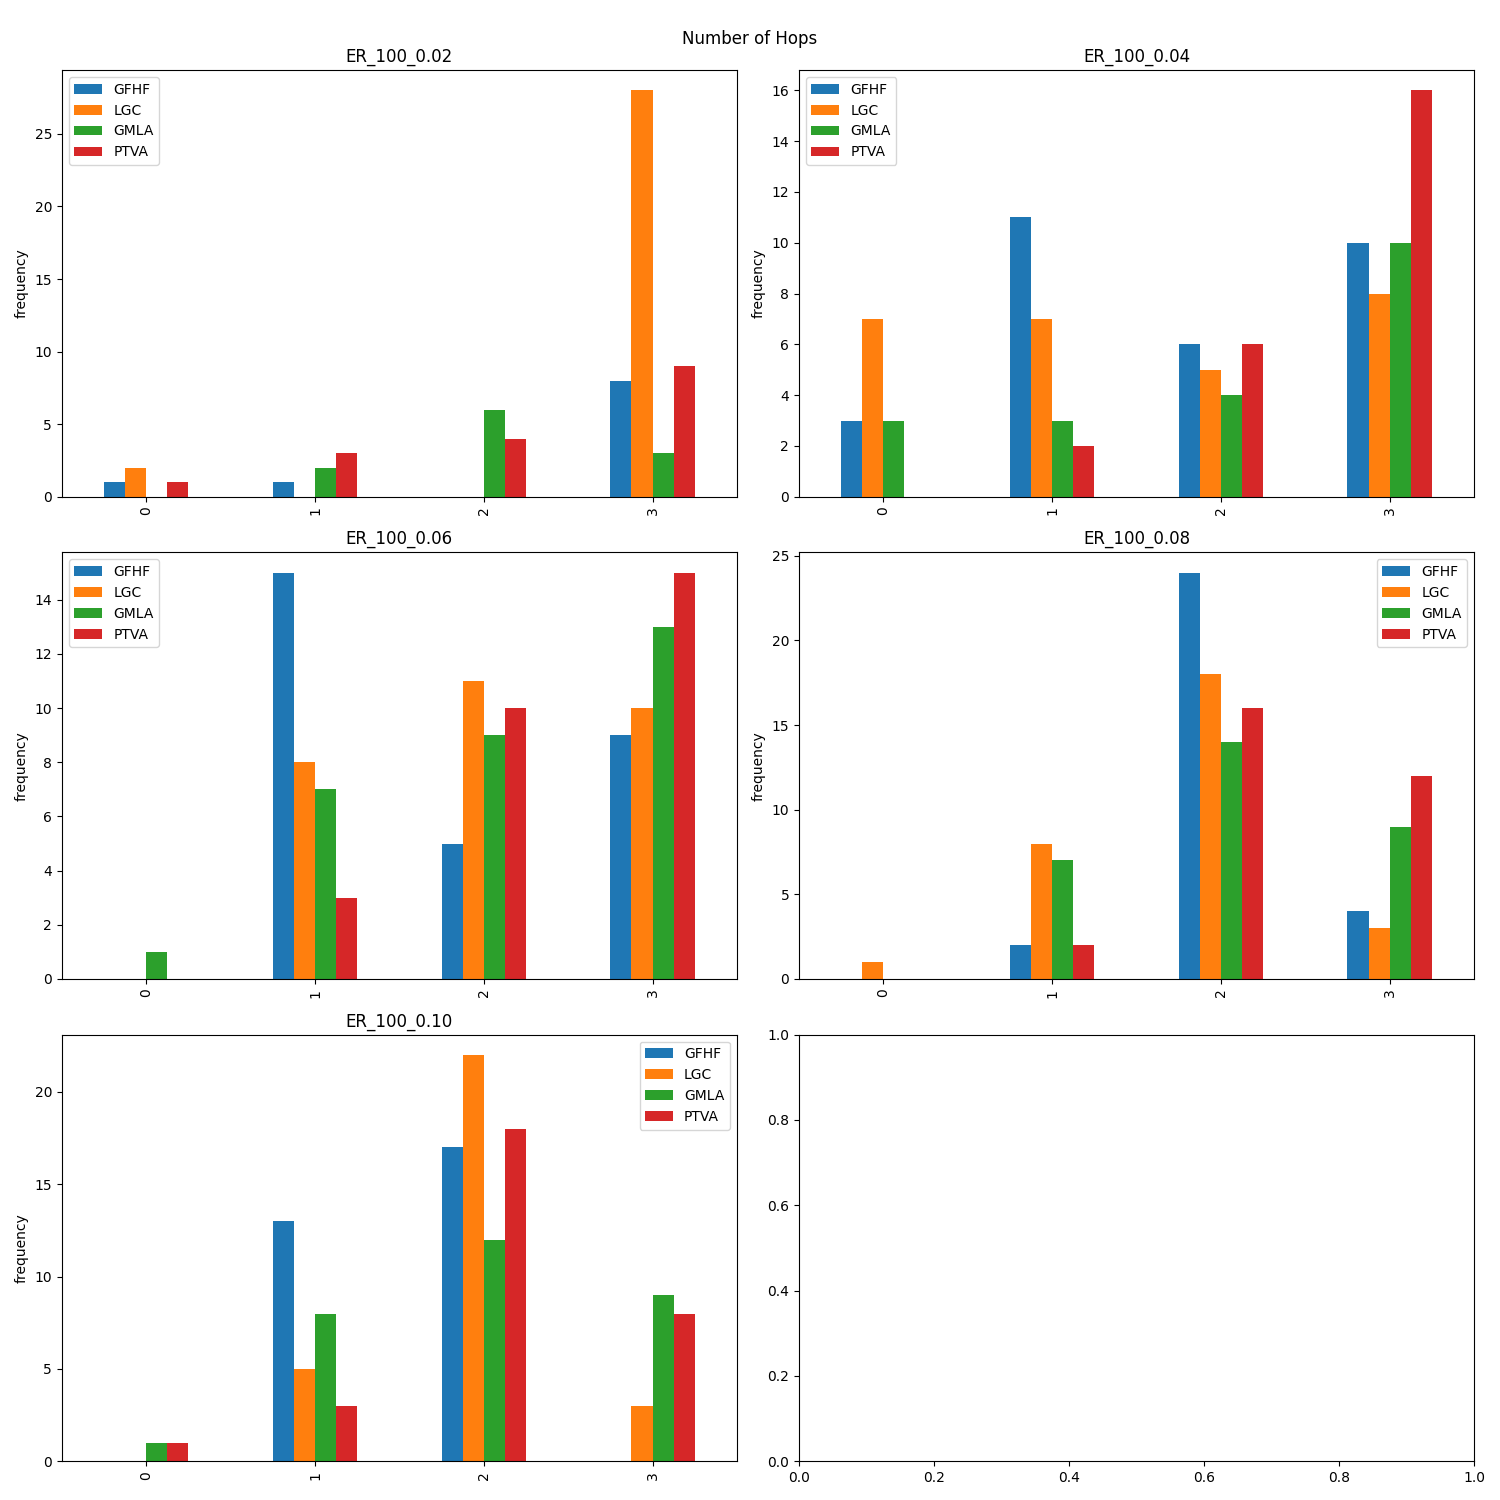 Number of Hops
ER_100_0.02
GFHF
LGC
GMLA
PTVA
frequency
25
20
15
10
5
0
0
1
2
3
ER_100_0.04
GFHF
LGC
GMLA
PTVA
frequency
16
14
12
10
8
6
4
2
0
0
1
2
3
ER_100_0.06
GFHF
LGC
GMLA
PTVA
frequency
14
12
10
8
6
4
2
0
0
1
2
3
ER_100_0.08
GFHF
LGC
GMLA
PTVA
frequency
25
20
15
10
5
0
0
1
2
3
ER_100_0.10
GFHF
LGC
GMLA
PTVA
frequency
20
15
10
5
0
0
1
2
3
1.0
0.8
0.6
0.4
0.2
0.0
0.0
0.2
0.4
0.6
0.8
1.0